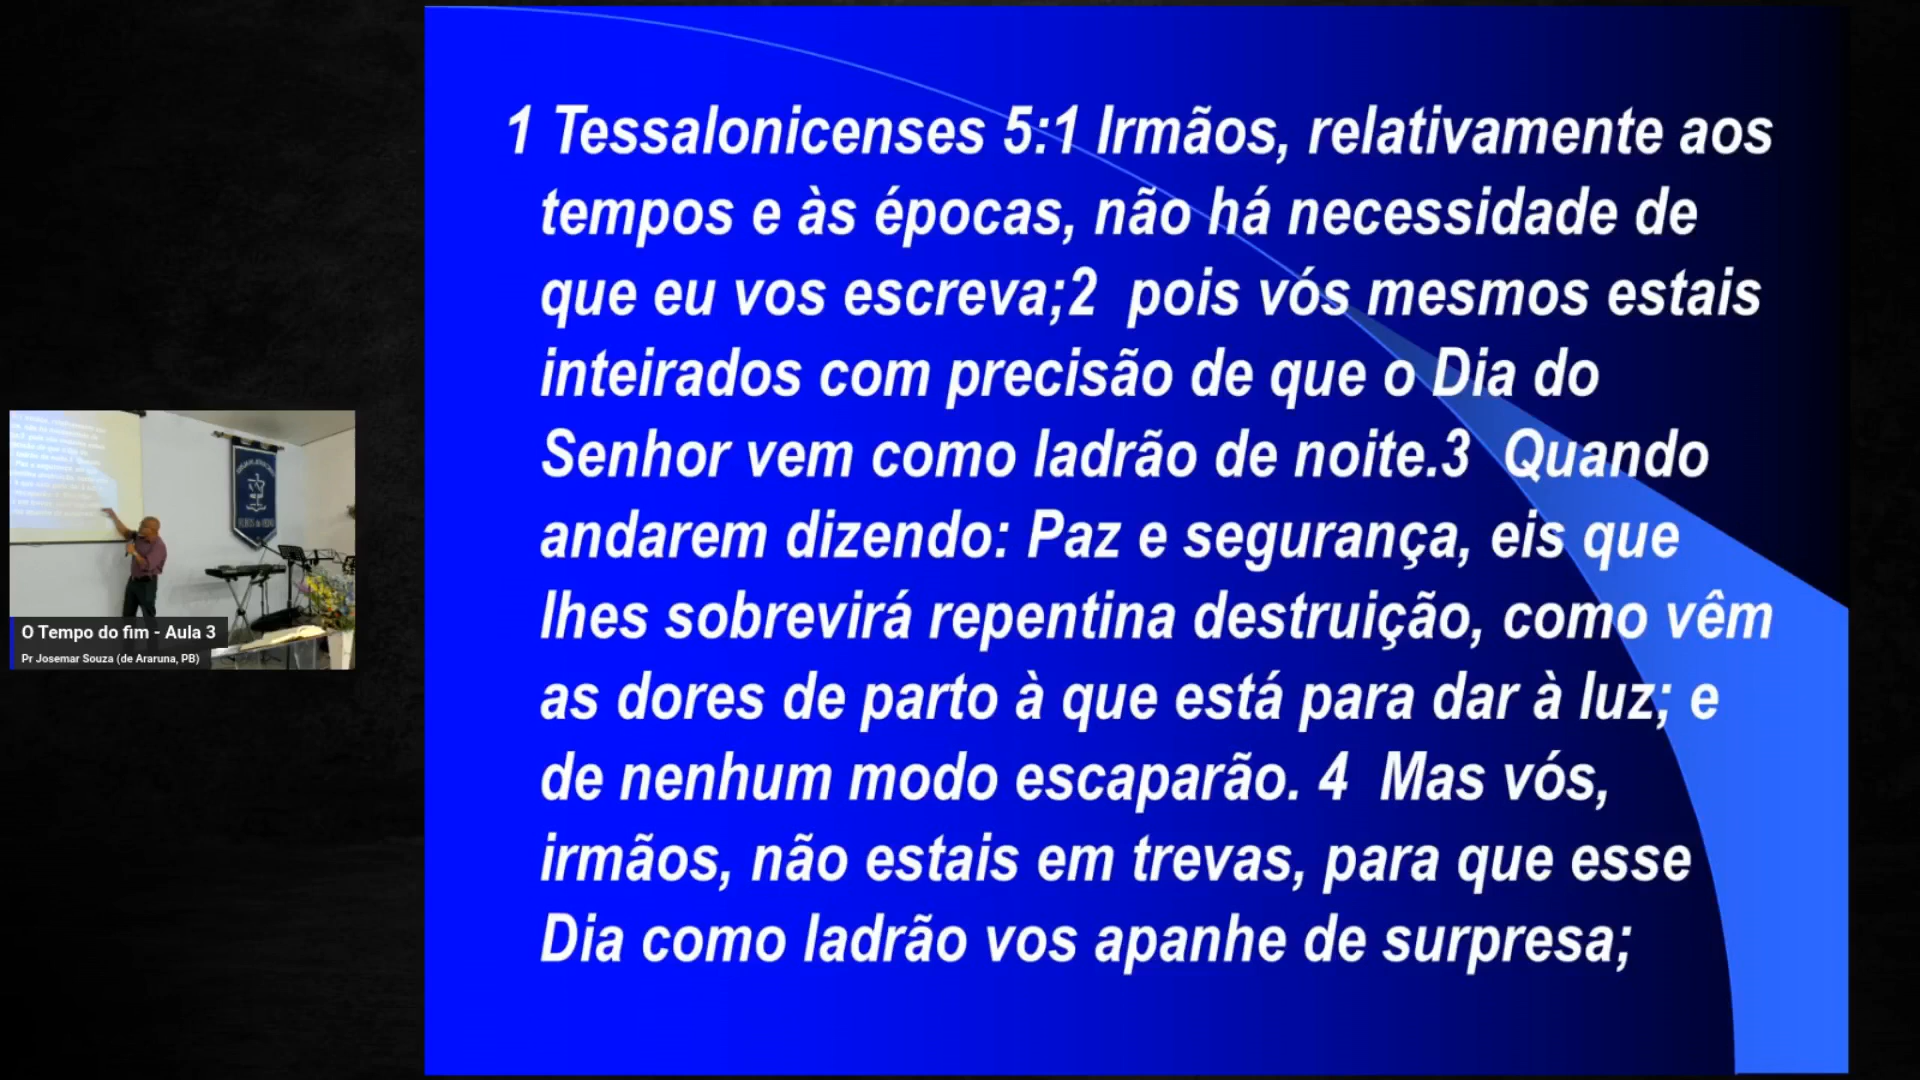 1 Tessalonicenses 5:1 Irmãos, relativamente aos
tempos e às épocas, não há necessidade de
que eu vos escreva;2 pois vós mesmos estais
inteirados com precisão de que o Dia do
Senhor vem como ladrão de noite.3 Quando
andarem dizendo: Paz e segurança, eis que
lhes sobrevirá repentina destruição, como vêm
as dores de parto à que está para dar à luz; e
de nenhum modo escaparão. 4 Mas vós,
irmãos, não estais em trevas, para que esse
Dia como ladrão vos apanhe de surpresa;
O Tempo do fim - Aula 3
Pr Josemar Souza (de Araruna, PB)